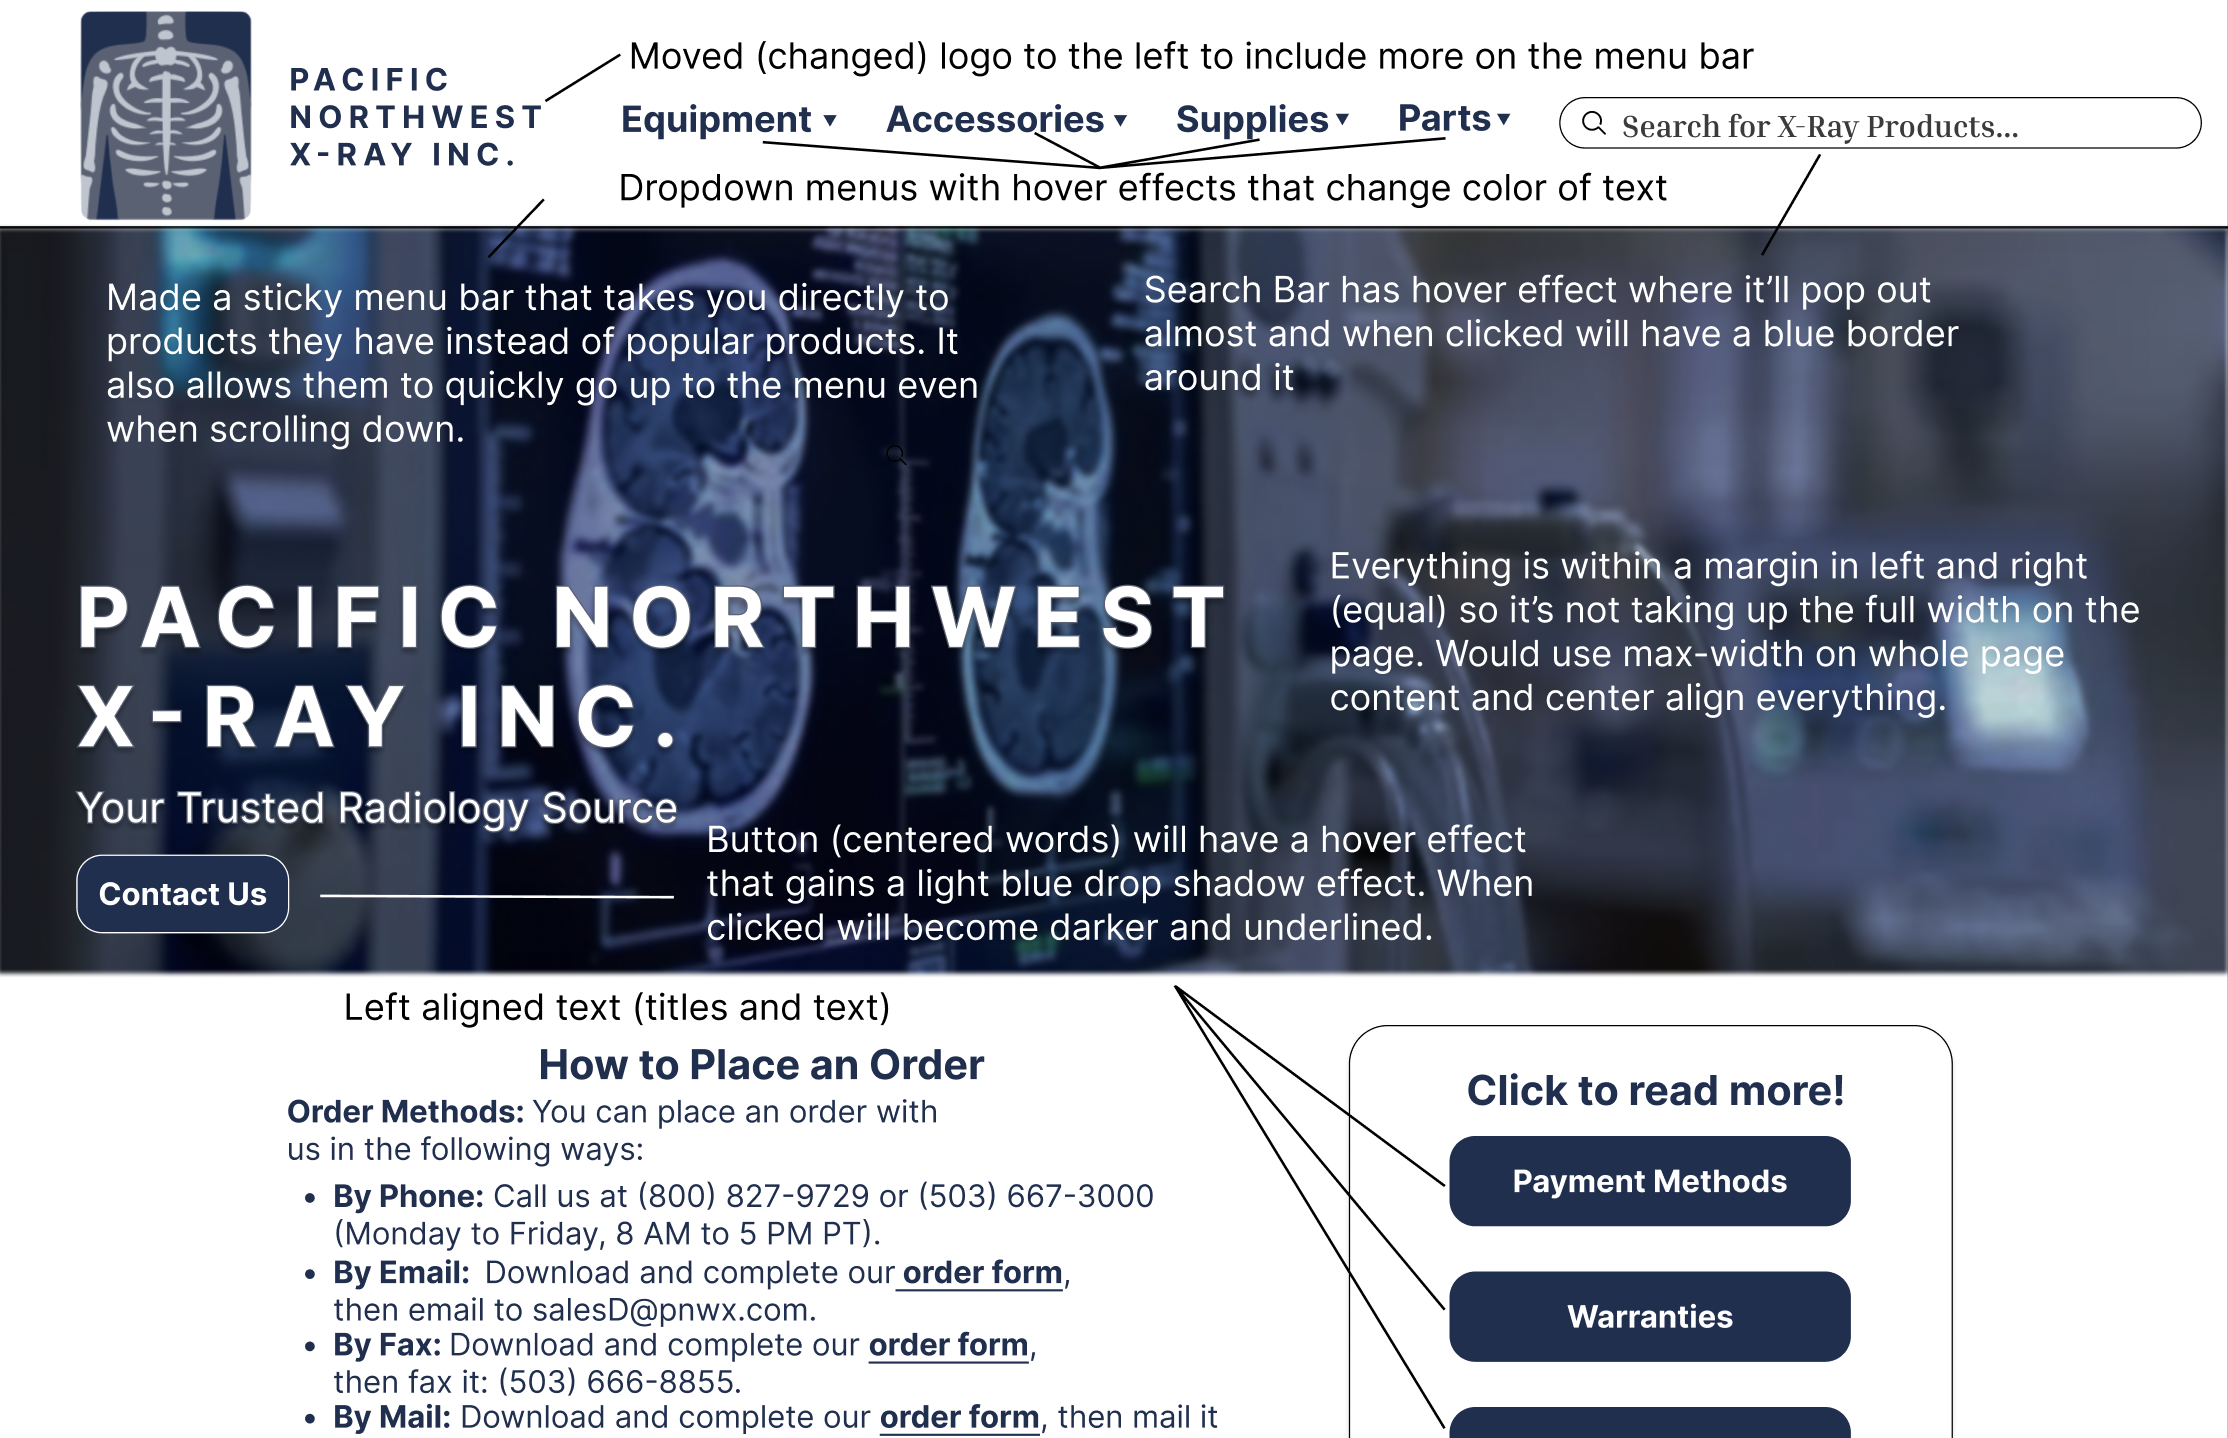 Moved (changed) logo to the left to include more on the menu bar
PACIFIC
NORTHWEST
X-RAY INC.
Equipment ▼ Accessories ▼ Supplies ▼ Parts ▼ Search for X-Ray Products...
Dropdown menus with hover effects that change color of text
Made a sticky menu bar that takes you directly to
products they have instead of popular products. It
also allows them to quickly go up to the menu even
when scrolling down.
Search Bar has hover effect where it’ll pop out
almost and when clicked will have a blue border
around it
Everything is within a margin in left and right
(equal) so it’s not taking up the full width on the
page. Would use max-width on whole page
content and center align everything.
PACIFIC NORTHWEST
X-RAY INC.
Your Trusted Radiology Source
Contact Us
Button (centered words) will have a hover effect
that gains a light blue drop shadow effect. When
clicked will become darker and underlined.
Left aligned text (titles and text)
How to Place an Order
Order Methods: You can place an order with
us in the following ways:
• By Phone: Call us at (800) 827-9729 or (503) 667-3000
(Monday to Friday, 8 AM to 5 PM PT).
• By Email: Download and complete our order form,
then email to salesD@pnwx.com.
• By Fax: Download and complete our order form,
then fax it: (503) 666-8855.
• By Mail: Download and complete our order form, then mail it
Click to read more!
Payment Methods
Warranties